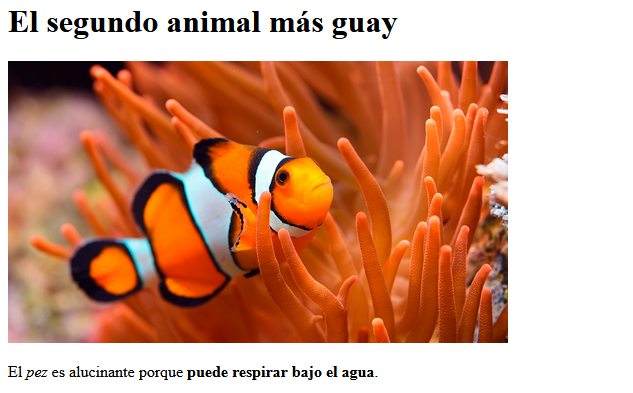 El segundo animal más guay
El pez es alucinante porque puede respirar bajo el agua.